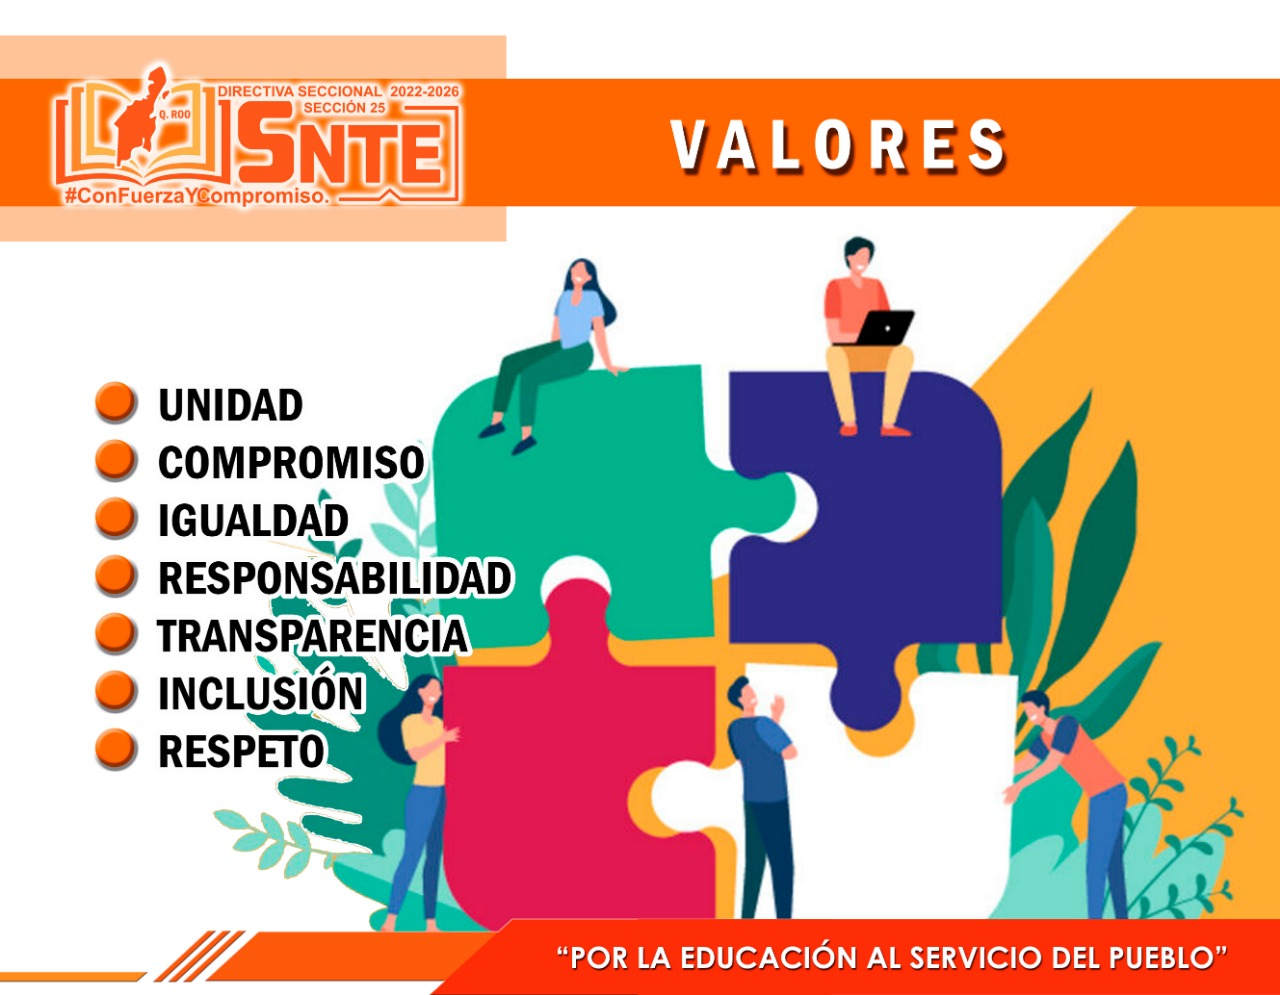 DIRECTIVA SECCIONAL 2022-2026
SECCIÓN 25
Q. ROO
SNTE
#ConFuerzaYCompromiso.
VALORES
UNIDAD
COMPROMISO
IGUALDAD
RESPONSABILIDAD
TRANSPARENCIA
INCLUSIÓN
RESPETO
“POR LA EDUCACIÓN AL SERVICIO DEL PUEBLO”